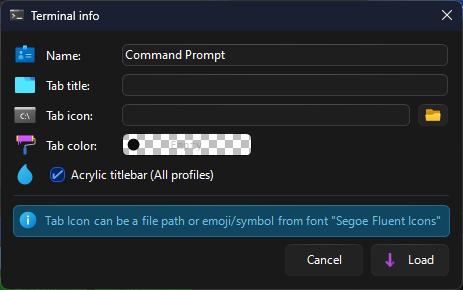 Terminal info
Name: Command Prompt
Tab title:
Tab icon:
Tab color: Empty
Acrylic titlebar (All profiles)
Tab Icon can be a file path or emoji/symbol from font "Segoe Fluent Icons"
Cancel Load